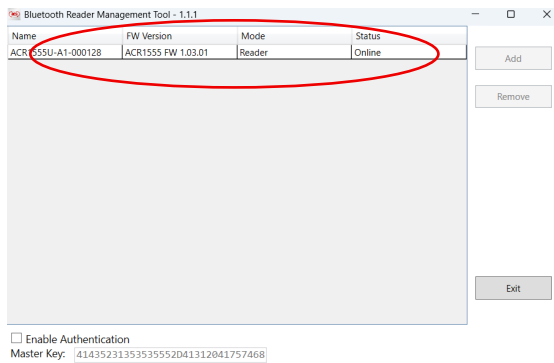 Bluetooth Reader Management Tool - 1.1.1
Name FW Version Mode Status
ACR1555U-A1-000128 ACR1555 FW 1.03.01 Reader Online
Add
Remove
Exit
Enable Authentication
Master Key: 41435231353535552D41312041757468